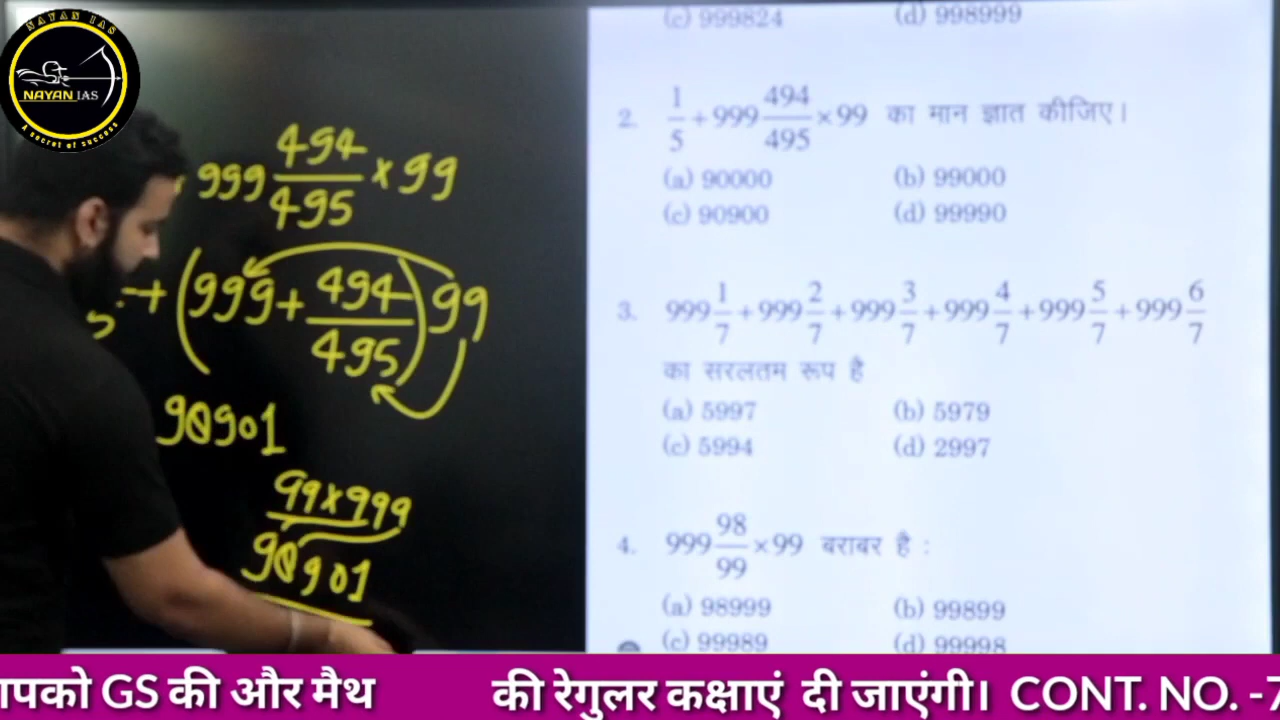 NAYAN IAS
NAYAN IAS
A secret of success
999 494/495 × 99
+ (999 + 494/495) 99
90901
99×999
90901
(c) 999824 (d) 998999
2. 1/5 + 999 494/495 × 99 का मान ज्ञात कीजिए।
(a) 90000 (b) 99000
(c) 90900 (d) 99990
3. 999 1/7 + 999 2/7 + 999 3/7 + 999 4/7 + 999 5/7 + 999 6/7
का सरलतम रूप है
(a) 5997 (b) 5979
(c) 5994 (d) 2997
4. 999 98/99 × 99 बराबर है :
(a) 98999 (b) 99899
(c) 99989 (d) 99998
पको GS की और मैथ की रेगुलर कक्षाएं दी जाएंगी। CONT. NO. -7